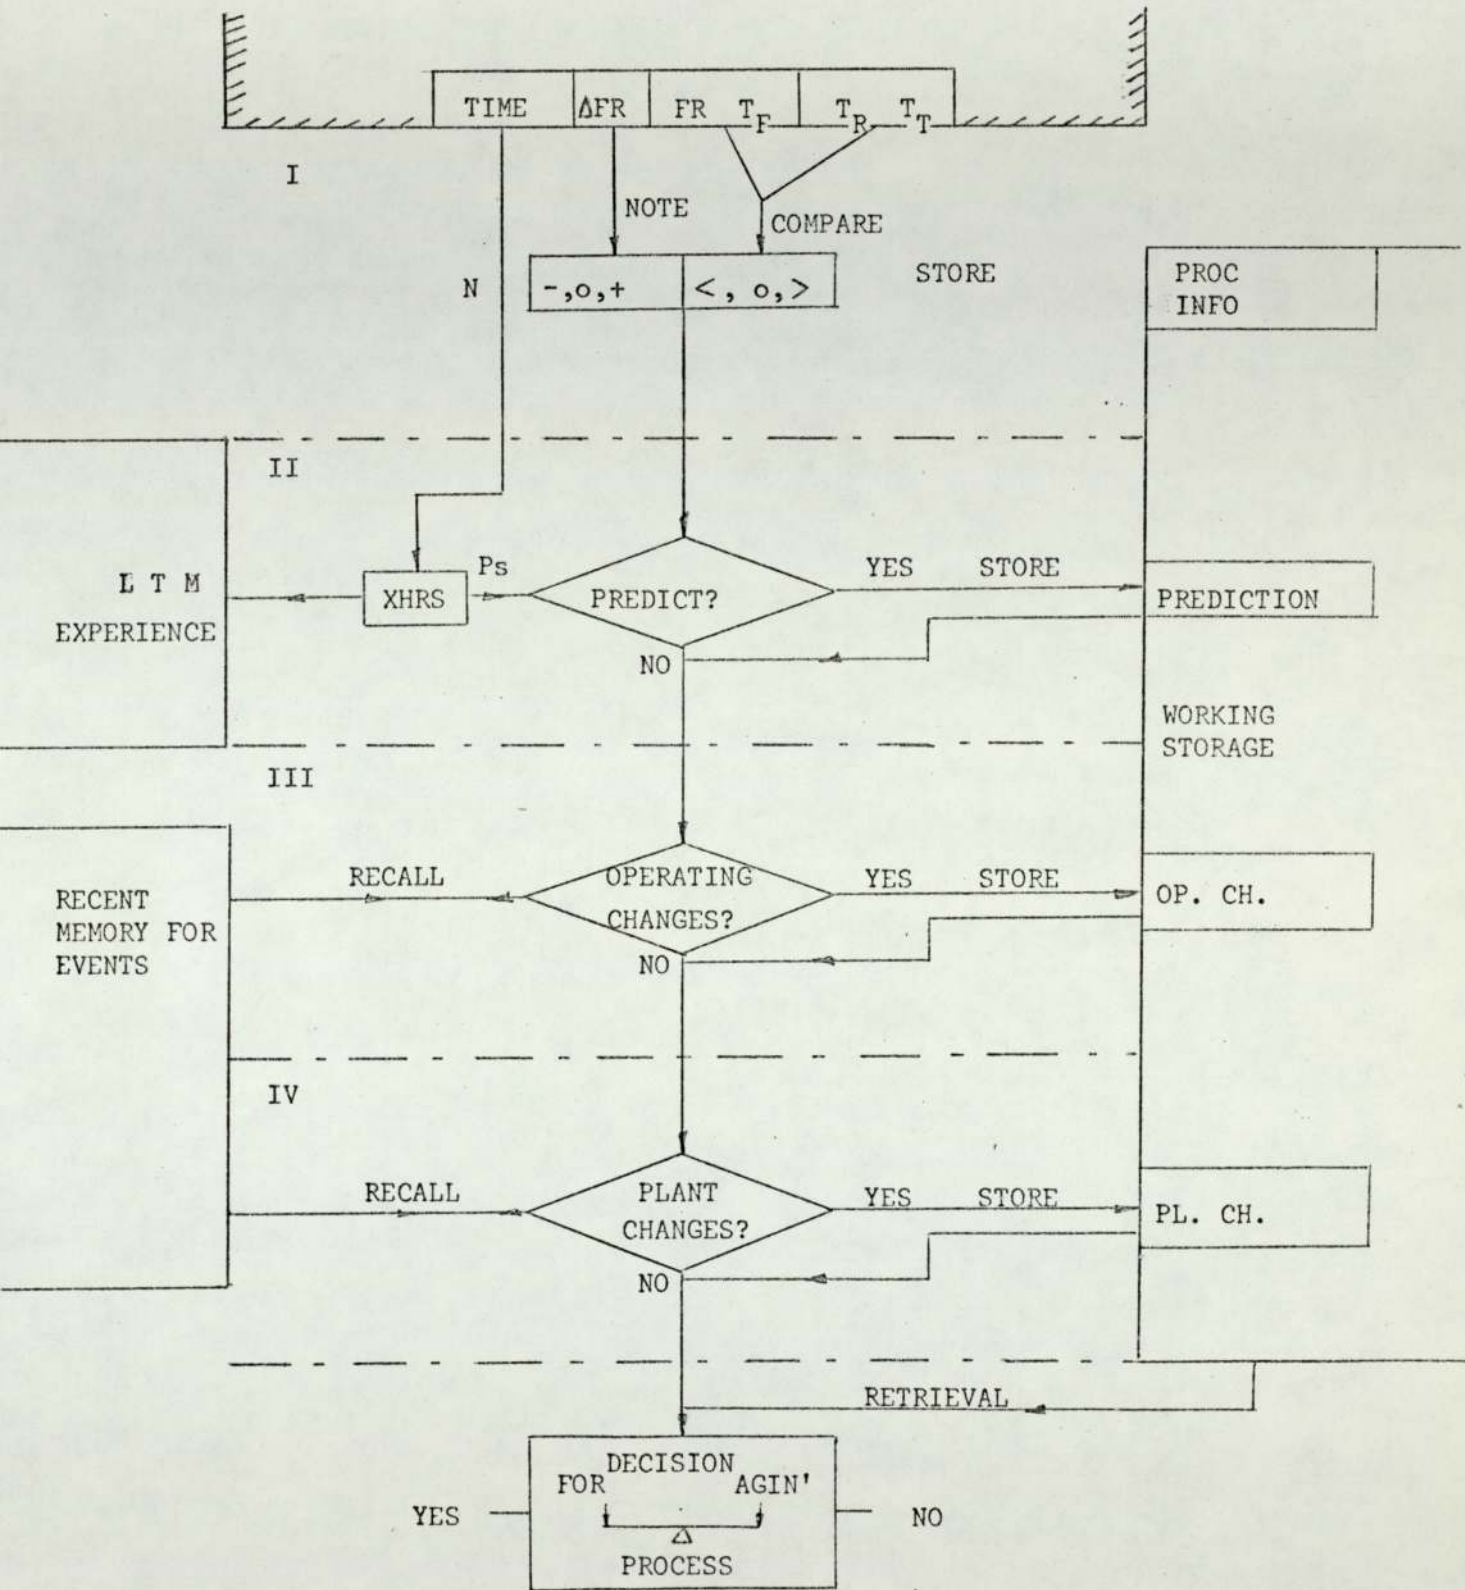 TIME ΔFR FR T_F T_R T_T
I
NOTE
COMPARE
N
-,o,+ <, o,>
STORE
PROC
INFO
II
L T M
EXPERIENCE
XHRS
Ps
PREDICT?
YES STORE
PREDICTION
NO
WORKING
STORAGE
III
RECENT
MEMORY FOR
EVENTS
RECALL
OPERATING
CHANGES?
YES STORE
OP. CH.
NO
IV
RECALL
PLANT
CHANGES?
YES STORE
PL. CH.
NO
RETRIEVAL
DECISION
FOR AGIN'
PROCESS
YES
NO